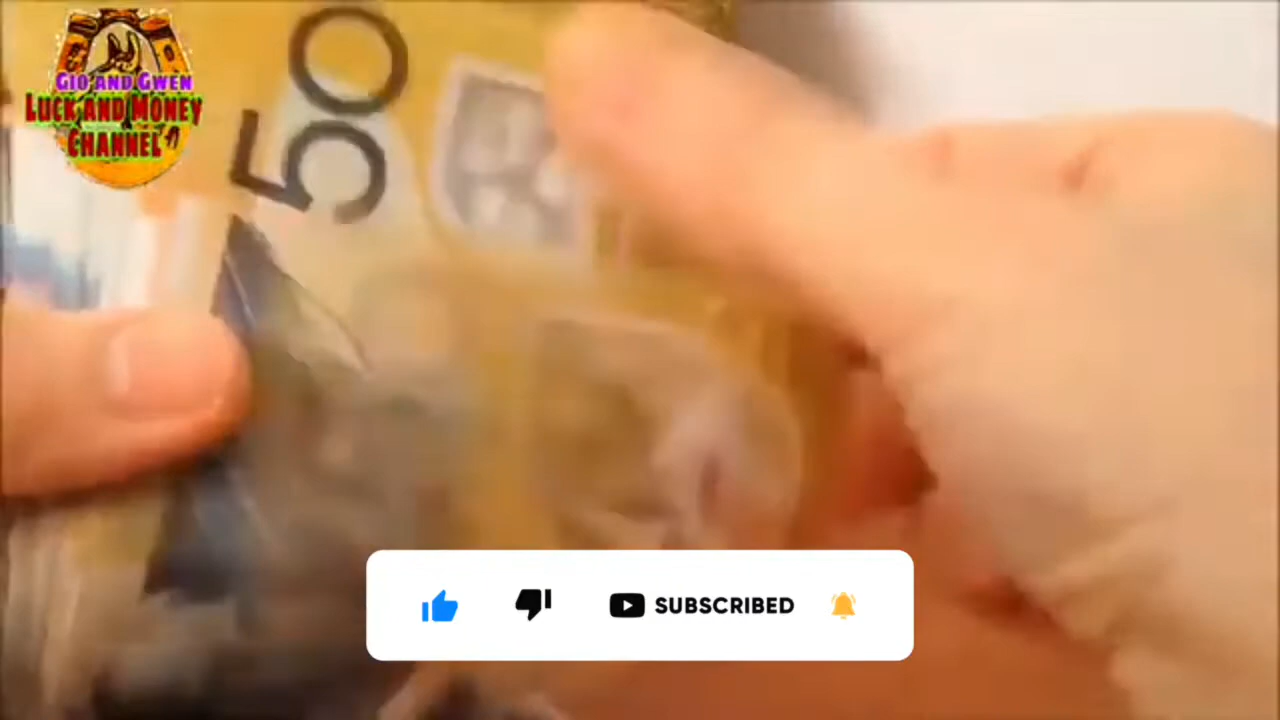 GIO AND GWEN
LUCK AND MONEY
CHANNEL
50
SUBSCRIBED